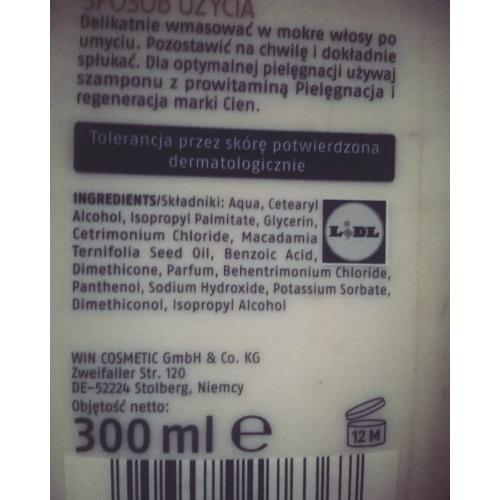 SPOSÓB UŻYCIA
Delikatnie wmasować w mokre włosy po
umyciu. Pozostawić na chwilę i dokładnie
spłukać. Dla optymalnej pielęgnacji używaj
szamponu z prowitaminą Pielęgnacja i
regeneracja marki Cien.
Tolerancja przez skórę potwierdzona
dermatologicznie
INGREDIENTS/Składniki: Aqua, Cetearyl
Alcohol, Isopropyl Palmitate, Glycerin,
Cetrimonium Chloride, Macadamia
Ternifolia Seed Oil, Benzoic Acid,
Dimethicone, Parfum, Behentrimonium Chloride,
Panthenol, Sodium Hydroxide, Potassium Sorbate,
Dimethiconol, Isopropyl Alcohol
LIDL
WIN COSMETIC GmbH & Co. KG
Zweifaller Str. 120
DE-52224 Stolberg, Niemcy
Objętość netto:
300 ml e
12 M